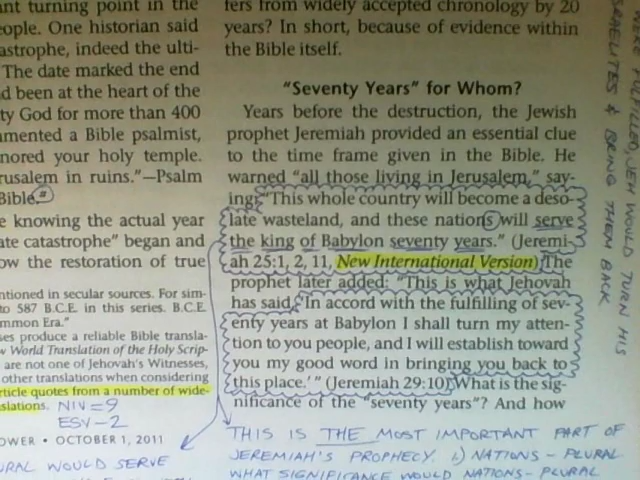 nt turning point in the
eople. One historian said
tastrophe, indeed the ulti-
The date marked the end
d been at the heart of the
ty God for more than 400
mented a Bible psalmist,
nored your holy temple.
rusalem in ruins."—Psalm
Bible.#
e knowing the actual year
ate catastrophe" began and
ow the restoration of true
ntioned in secular sources. For sim-
to 587 B.C.E. in this series. B.C.E.
mmon Era."
ses produce a reliable Bible transla-
w World Translation of the Holy Scrip-
are not one of Jehovah's Witnesses,
other translations when considering
rticle quotes from a number of wide-
slations.
NIV=9
ESV-2
OWER • OCTOBER 1, 2011
URAL WOULD SERVE
fers from widely accepted chronology by 20
years? In short, because of evidence within
the Bible itself.
"Seventy Years" for Whom?
Years before the destruction, the Jewish
prophet Jeremiah provided an essential clue
to the time frame given in the Bible. He
warned "all those living in Jerusalem," say-
ing: "This whole country will become a deso-
late wasteland, and these nations will serve
the king of Babylon seventy years." (Jeremi-
ah 25:1, 2, 11, New International Version) The
prophet later added: "This is what Jehovah
has said, 'In accord with the fulfilling of sev-
enty years at Babylon I shall turn my atten-
tion to you people, and I will establish toward
you my good word in bringing you back to
this place.'" (Jeremiah 29:10) What is the sig-
nificance of the "seventy years"? And how
THIS IS THE MOST IMPORTANT PART OF
JEREMIAH'S PROPHECY. 1) NATIONS - PLURAL
WHAT SIGNIFICANCE WOULD NATIONS - PLURAL
FULFILLED, JEH WOULD TURN HIS
ISRAELITES & BRING THEM BACK